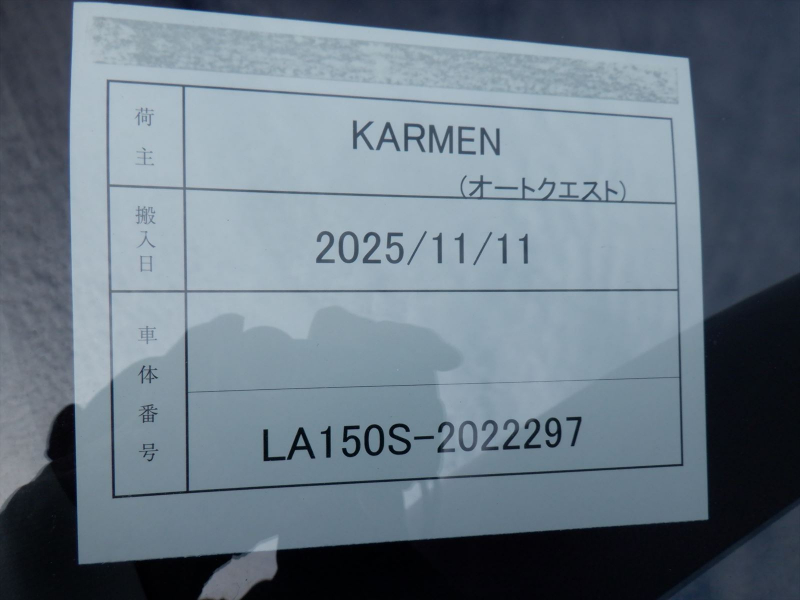 荷主
KARMEN
(オートクエスト)
搬入日
2025/11/11
車体番号
LA150S-2022297